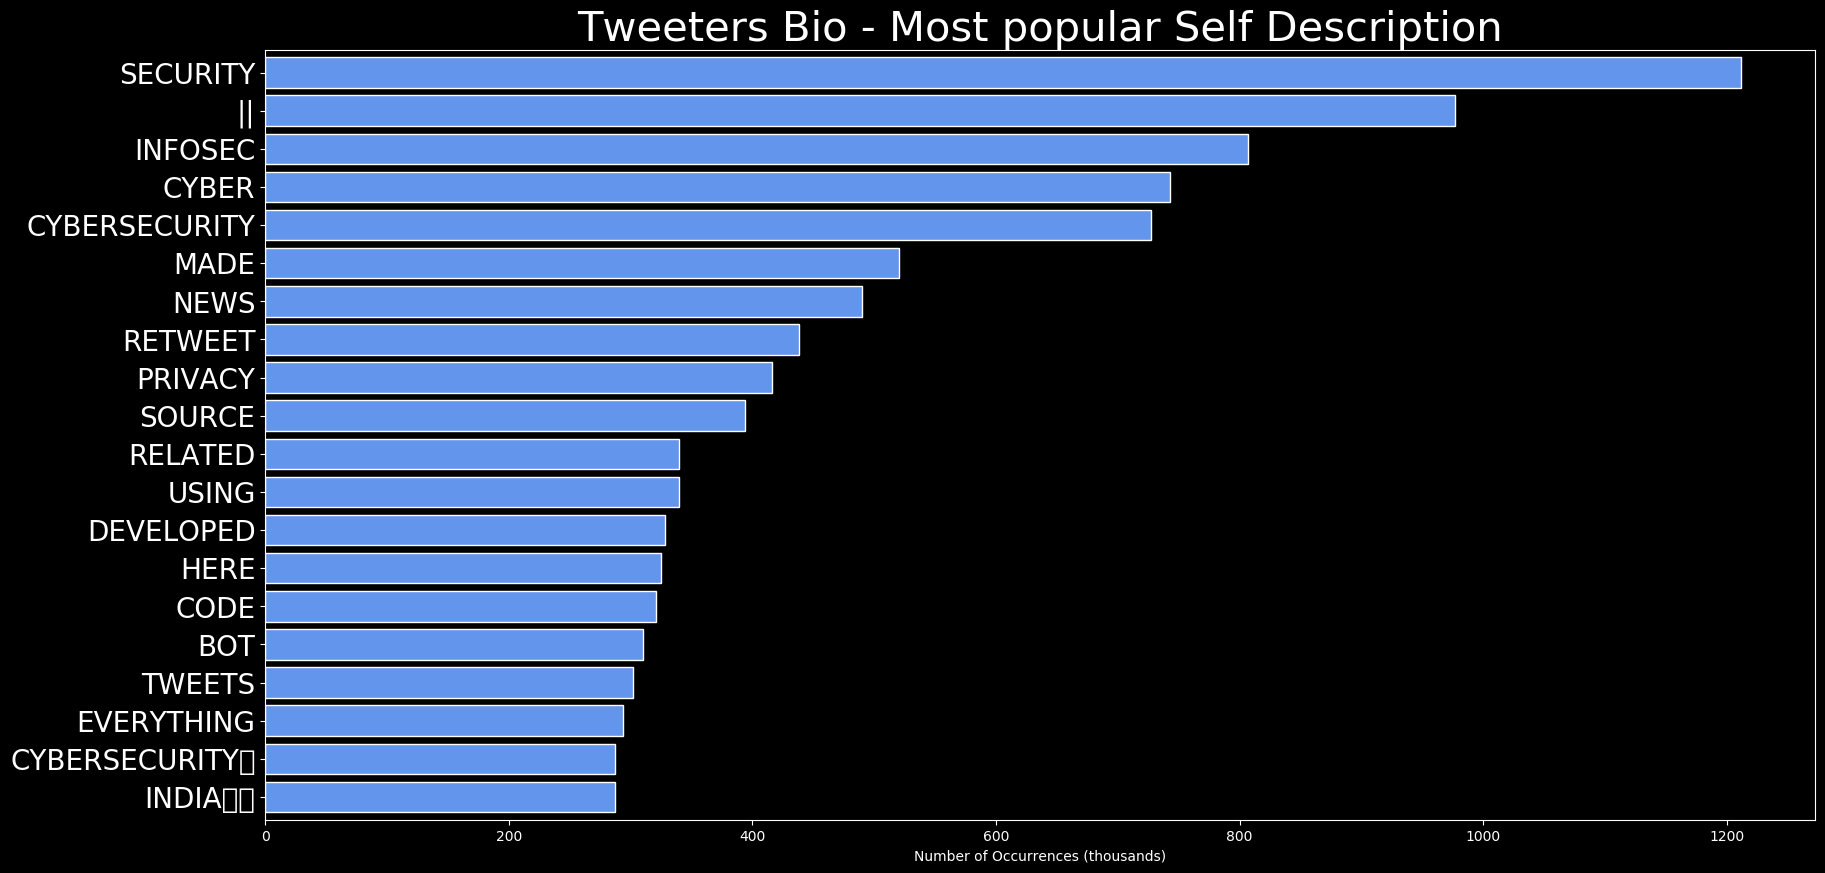 Tweeters Bio - Most popular Self Description
SECURITY
||
INFOSEC
CYBER
CYBERSECURITY
MADE
NEWS
RETWEET
PRIVACY
SOURCE
RELATED
USING
DEVELOPED
HERE
CODE
BOT
TWEETS
EVERYTHING
CYBERSECURITY▯
INDIA▯▯
0 200 400 600 800 1000 1200
Number of Occurrences (thousands)